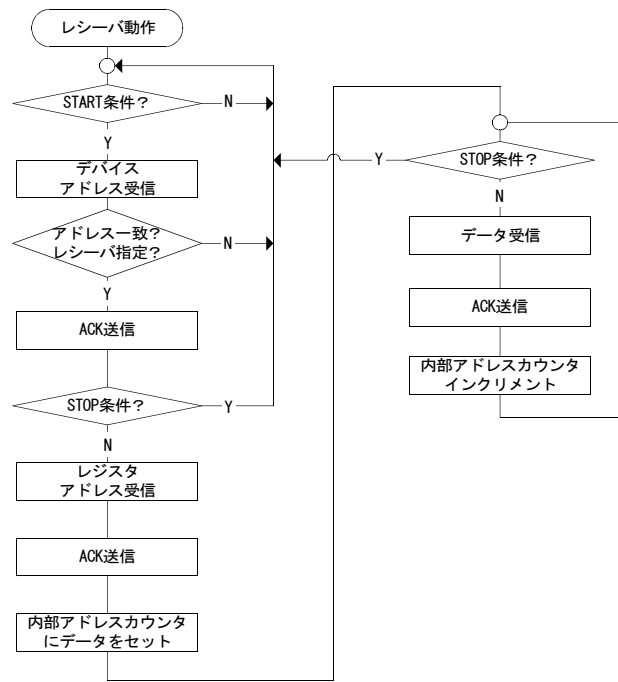 レシーバ動作
START条件?
N
Y
デバイス
アドレス受信
アドレス一致?
レシーバ指定?
N
Y
ACK送信
STOP条件?
Y
N
レジスタ
アドレス受信
ACK送信
内部アドレスカウンタ
にデータをセット
STOP条件?
Y
N
データ受信
ACK送信
内部アドレスカウンタ
インクリメント